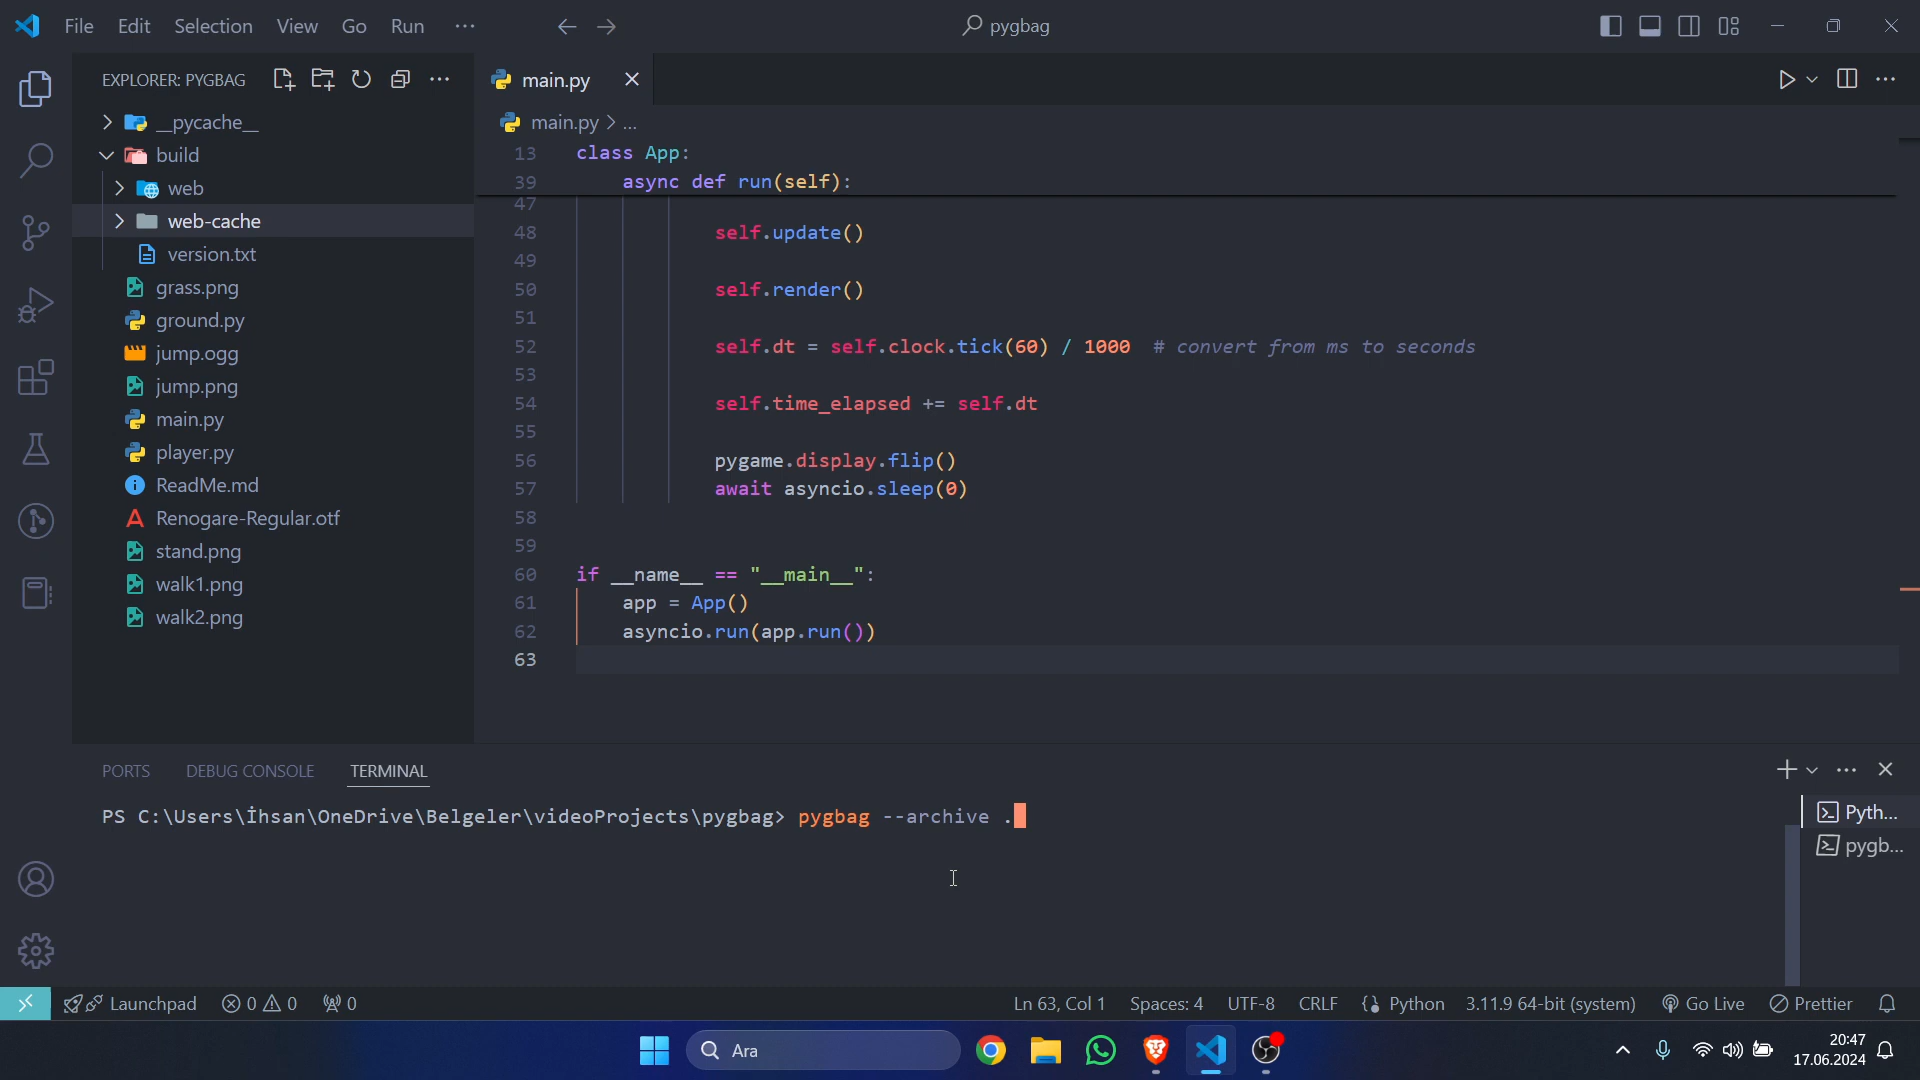 File Edit Selection View Go Run ···
pygbag
EXPLORER: PYGBAG
__pycache__
build
web
web-cache
version.txt
grass.png
ground.py
jump.ogg
jump.png
main.py
player.py
ReadMe.md
Renogare-Regular.otf
stand.png
walk1.png
walk2.png
main.py
main.py > ...
13 class App:
39 async def run(self):
47
48 self.update()
49
50 self.render()
51
52 self.dt = self.clock.tick(60) / 1000 # convert from ms to seconds
53
54 self.time_elapsed += self.dt
55
56 pygame.display.flip()
57 await asyncio.sleep(0)
58
59
60 if __name__ == "__main__":
61 app = App()
62 asyncio.run(app.run())
63
PORTS DEBUG CONSOLE TERMINAL
PS C:\Users\İhsan\OneDrive\Belgeler\videoProjects\pygbag> pygbag --archive .
Pyth...
pygb...
Launchpad 0 0 0 Ln 63, Col 1 Spaces: 4 UTF-8 CRLF Python 3.11.9 64-bit (system) Go Live Prettier
Ara
20:47
17.06.2024